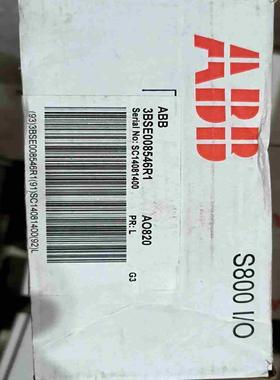 ABB
S800 I/O
ABB
3BSE008546R1
Serial No: SC14081400
AO820
PR: L
G3
(93)3BSE008546R1(91)SC14081400(92)L